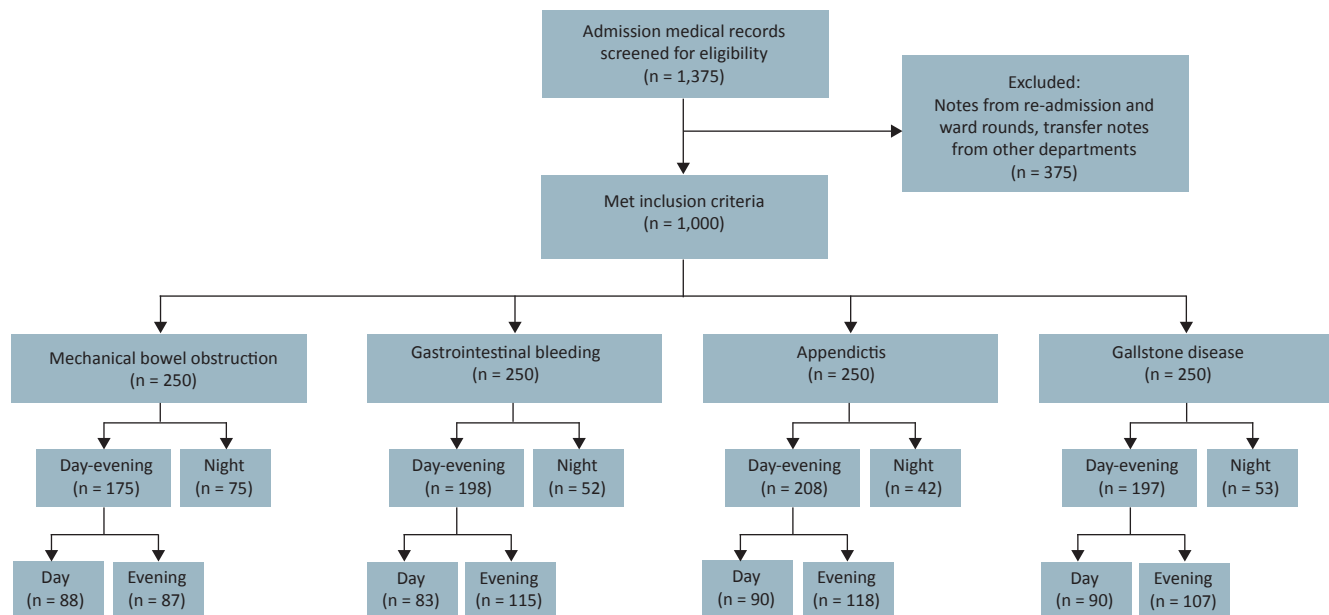 Admission medical records
screened for eligibility
(n = 1,375)
Excluded:
Notes from re-admission and
ward rounds, transfer notes
from other departments
(n = 375)
Met inclusion criteria
(n = 1,000)
Mechanical bowel obstruction
(n = 250)
Gastrointestinal bleeding
(n = 250)
Appendictis
(n = 250)
Gallstone disease
(n = 250)
Day-evening
(n = 175)
Night
(n = 75)
Day-evening
(n = 198)
Night
(n = 52)
Day-evening
(n = 208)
Night
(n = 42)
Day-evening
(n = 197)
Night
(n = 53)
Day
(n = 88)
Evening
(n = 87)
Day
(n = 83)
Evening
(n = 115)
Day
(n = 90)
Evening
(n = 118)
Day
(n = 90)
Evening
(n = 107)